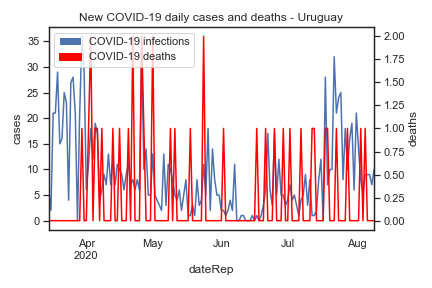 New COVID-19 daily cases and deaths - Uruguay
COVID-19 infections
COVID-19 deaths
35
30
25
20
15
10
5
0
cases
2.00
1.75
1.50
1.25
1.00
0.75
0.50
0.25
0.00
deaths
Apr
2020
May
Jun
Jul
Aug
dateRep